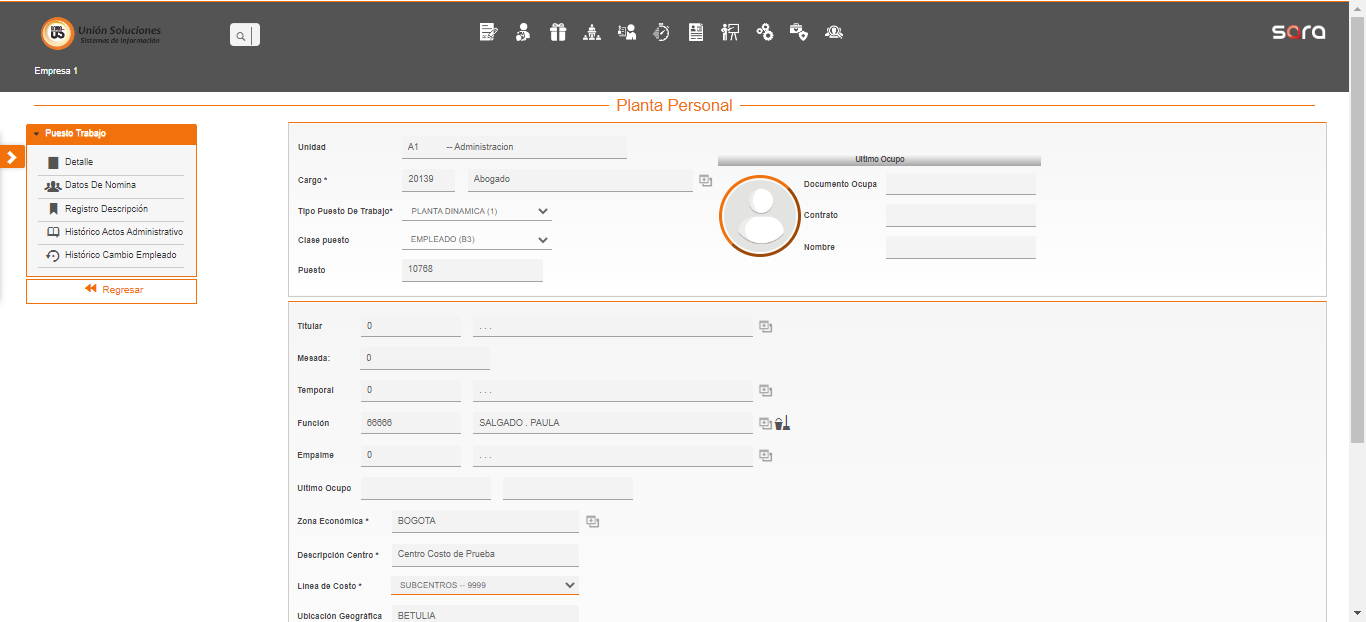 Unión Soluciones
Sistemas de Información
sara
Empresa 1
Planta Personal
Puesto Trabajo
Detalle
Datos De Nomina
Registro Descripción
Histórico Actos Administrativo
Histórico Cambio Empleado
Regresar
Unidad A1 -- Administracion
Cargo * 20139 Abogado
Tipo Puesto De Trabajo* PLANTA DINAMICA (1)
Clase puesto EMPLEADO (B3)
Puesto 10768
Ultimo Ocupo
Documento Ocupa
Contrato
Nombre
Titular 0 . . .
Mesada: 0
Temporal 0 . . .
Función 66666 SALGADO . PAULA
Empalme 0 . . .
Ultimo Ocupo
Zona Económica * BOGOTA
Descripción Centro * Centro Costo de Prueba
Linea de Costo * SUBCENTROS -- 9999
Ubicación Geográfica BETULIA